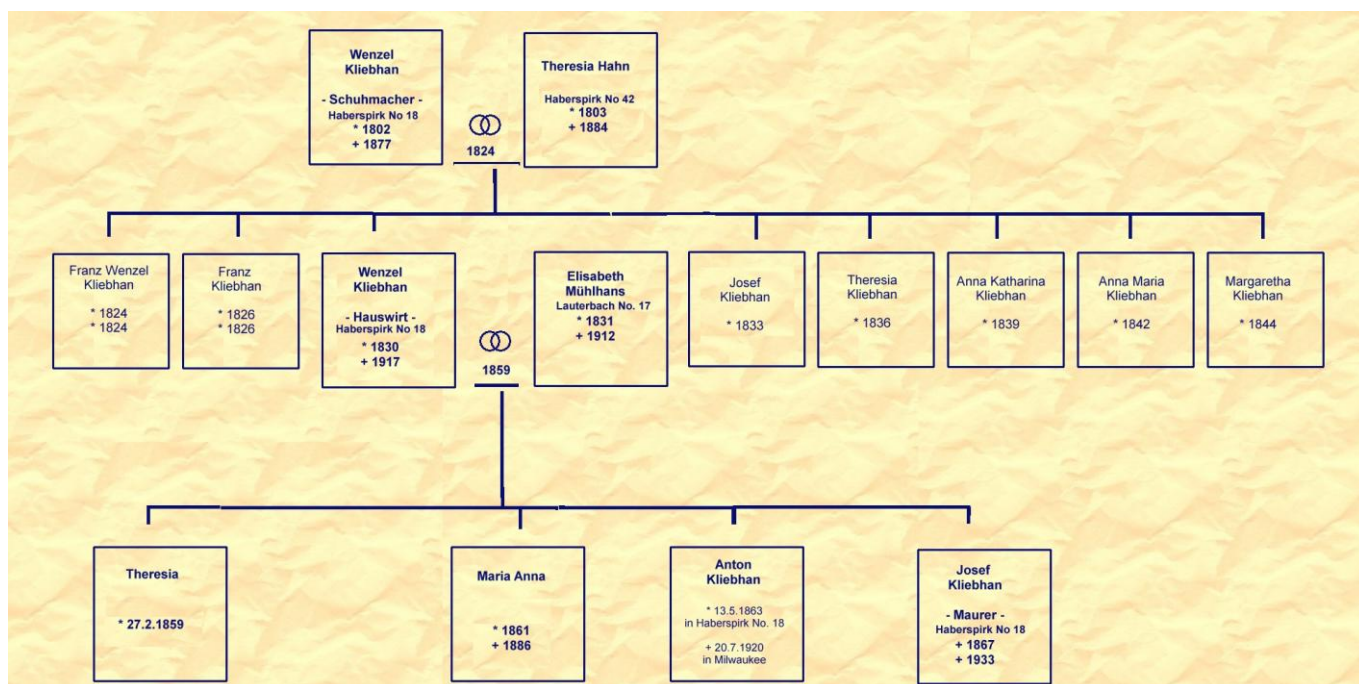 Wenzel
Kliebhan
- Schuhmacher -
Haberspirk No 18
* 1802
+ 1877
1824
Theresia Hahn
Haberspirk No 42
* 1803
+ 1884
Franz Wenzel
Kliebhan
* 1824
* 1824
Franz
Kliebhan
* 1826
* 1826
Wenzel
Kliebhan
- Hauswirt -
Haberspirk No 18
* 1830
+ 1917
1859
Elisabeth
Mühlhans
Lauterbach No. 17
* 1831
+ 1912
Josef
Kliebhan
* 1833
Theresia
Kliebhan
* 1836
Anna Katharina
Kliebhan
* 1839
Anna Maria
Kliebhan
* 1842
Margaretha
Kliebhan
* 1844
Theresia
* 27.2.1859
Maria Anna
* 1861
+ 1886
Anton
Kliebhan
* 13.5.1863
in Haberspirk No. 18
+ 20.7.1920
in Milwaukee
Josef
Kliebhan
- Maurer -
Haberspirk No 18
+ 1867
+ 1933